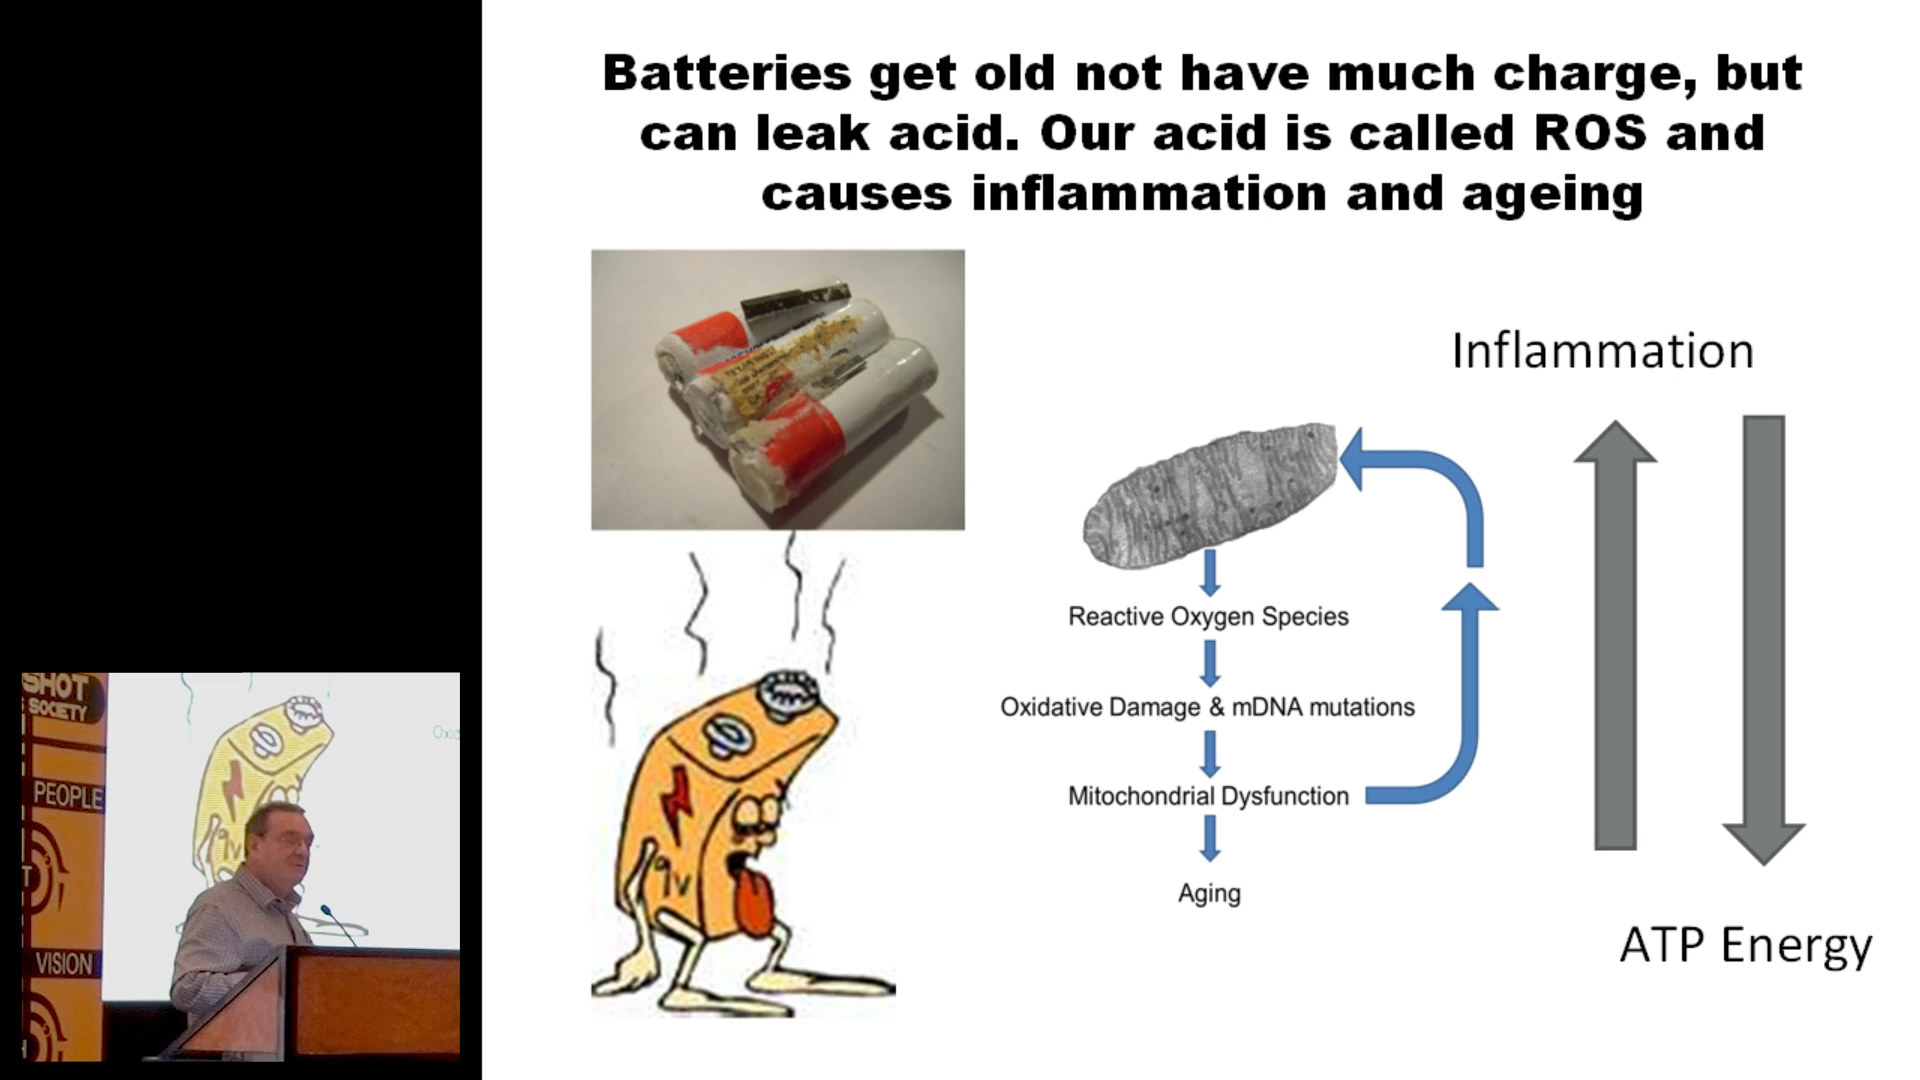 Batteries get old not have much charge, but
can leak acid. Our acid is called ROS and
causes inflammation and ageing
Inflammation
Reactive Oxygen Species
Oxidative Damage & mDNA mutations
Mitochondrial Dysfunction
Aging
ATP Energy
9v
SHOT
SOCIETY
PEOPLE
VISION
9v